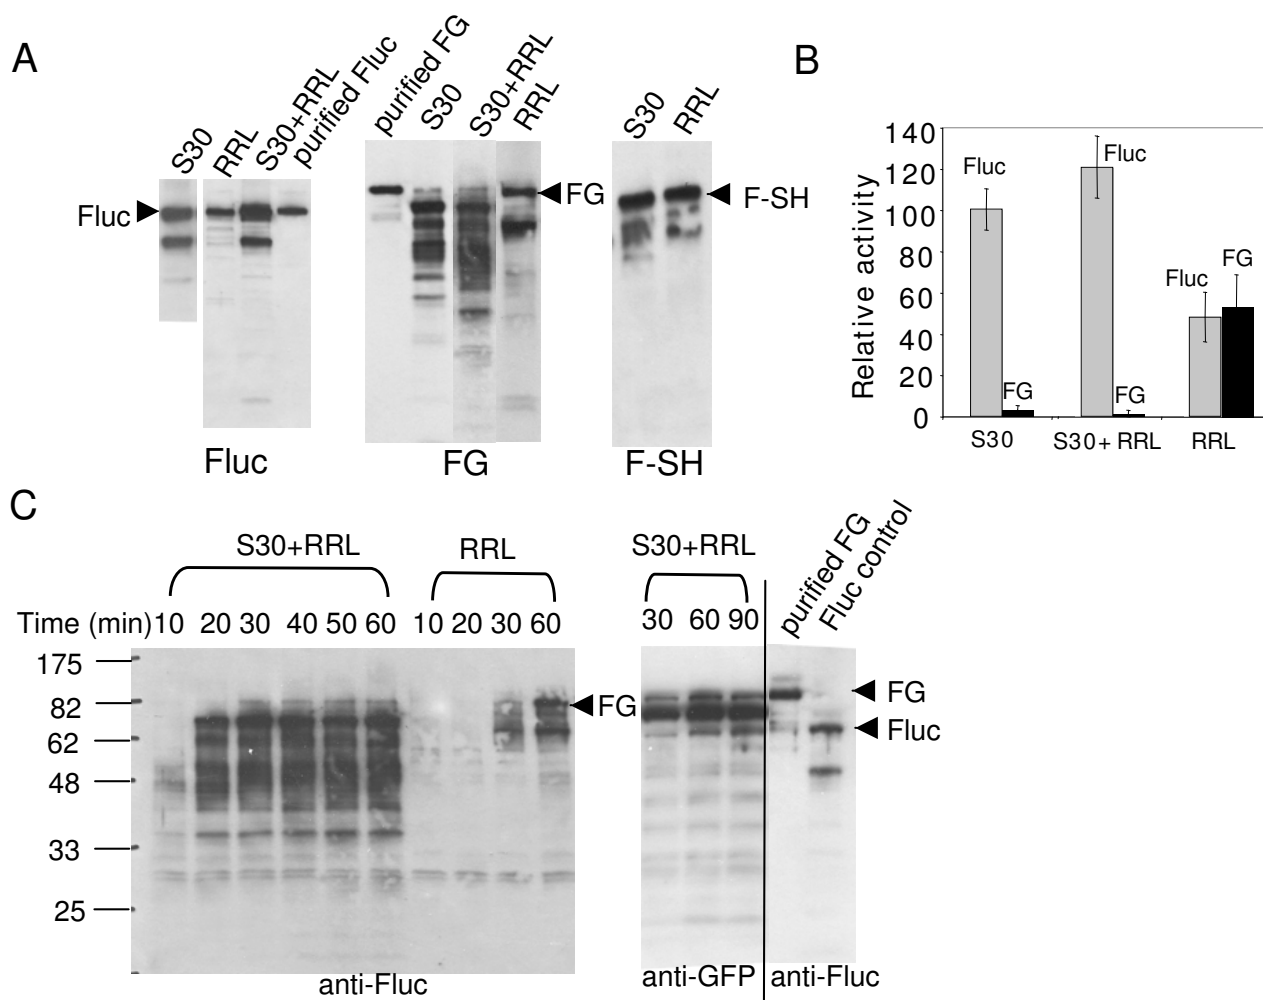 A
S30
RRL
S30+RRL
purified Fluc
Fluc
Fluc
purified FG
S30
S30+RRL
RRL
FG
FG
S30
RRL
F-SH
F-SH
B
Relative activity
140
120
100
80
60
40
20
0
Fluc
FG
Fluc
FG
Fluc
FG
S30
S30+ RRL
RRL
C
S30+RRL
RRL
Time (min) 10 20 30 40 50 60 10 20 30 60
175
82
62
48
33
25
FG
anti-Fluc
S30+RRL
30 60 90
purified FG
Fluc control
FG
Fluc
anti-GFP
anti-Fluc